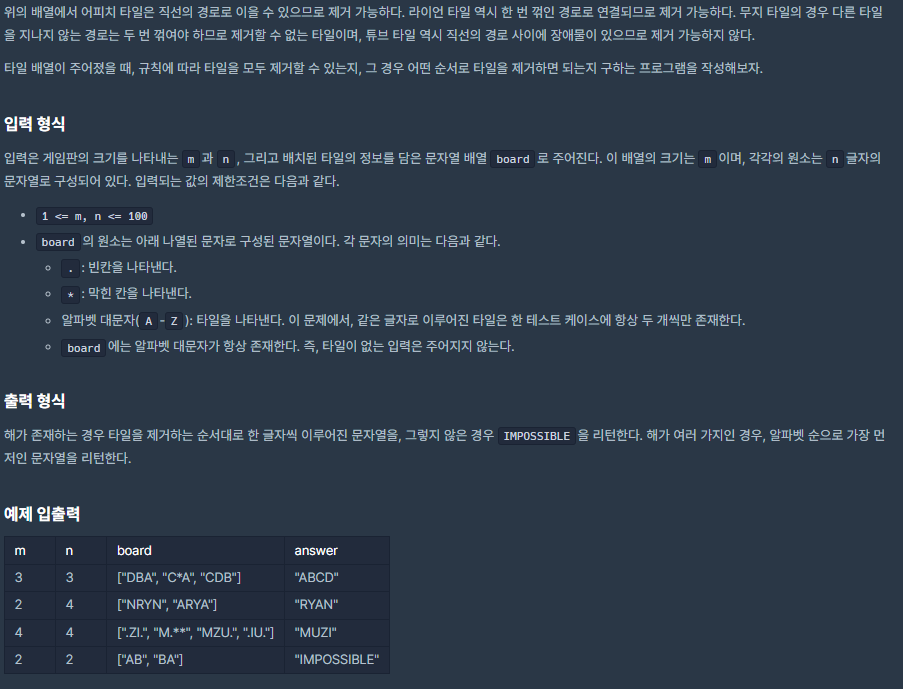 위의 배열에서 어피치 타일은 직선의 경로로 이을 수 있으므로 제거 가능하다. 라이언 타일 역시 한 번 꺾인 경로로 연결되므로 제거 가능하다. 무지 타일의 경우 다른 타일
을 지나지 않는 경로는 두 번 꺾여야 하므로 제거할 수 없는 타일이며, 튜브 타일 역시 직선의 경로 사이에 장애물이 있으므로 제거 가능하지 않다.
타일 배열이 주어졌을 때, 규칙에 따라 타일을 모두 제거할 수 있는지, 그 경우 어떤 순서로 타일을 제거하면 되는지 구하는 프로그램을 작성해보자.
입력 형식
입력은 게임판의 크기를 나타내는 m 과 n , 그리고 배치된 타일의 정보를 담은 문자열 배열 board 로 주어진다. 이 배열의 크기는 m 이며, 각각의 원소는 n 글자의
문자열로 구성되어 있다. 입력되는 값의 제한조건은 다음과 같다.
• 1 <= m, n <= 100
• board 의 원소는 아래 나열된 문자로 구성된 문자열이다. 각 문자의 의미는 다음과 같다.
◦ . : 빈칸을 나타낸다.
◦ * : 막힌 칸을 나타낸다.
◦ 알파벳 대문자( A - Z ): 타일을 나타낸다. 이 문제에서, 같은 글자로 이루어진 타일은 한 테스트 케이스에 항상 두 개씩만 존재한다.
◦ board 에는 알파벳 대문자가 항상 존재한다. 즉, 타일이 없는 입력은 주어지지 않는다.
출력 형식
해가 존재하는 경우 타일을 제거하는 순서대로 한 글자씩 이루어진 문자열을, 그렇지 않은 경우 IMPOSSIBLE 을 리턴한다. 해가 여러 가지인 경우, 알파벳 순으로 가장 먼
저인 문자열을 리턴한다.
예제 입출력
m n board answer
3 3 ["DBA", "C*A", "CDB"] "ABCD"
2 4 ["NRYN", "ARYA"] "RYAN"
4 4 [".ZI.", "M.**", "MZU.", ".IU."] "MUZI"
2 2 ["AB", "BA"] "IMPOSSIBLE"